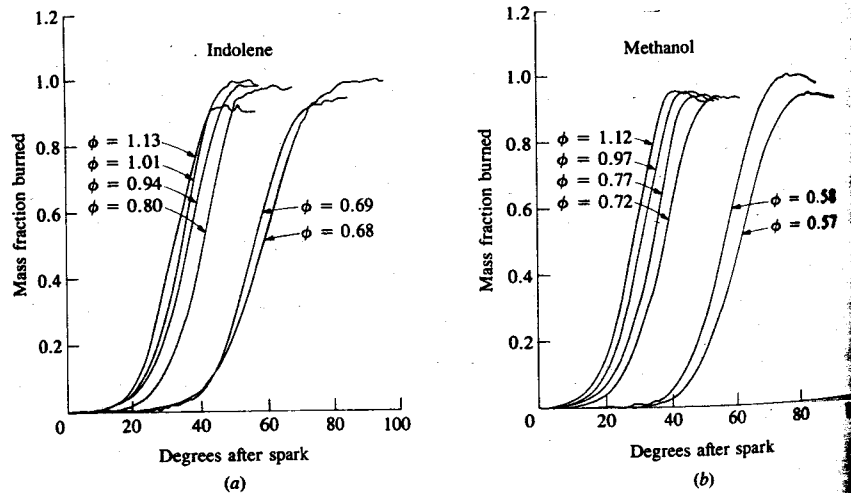 Indolene
1.2
1.0
0.8
0.6
0.4
0.2
Mass fraction burned
ϕ = 1.13
ϕ = 1.01
ϕ = 0.94
ϕ = 0.80
ϕ = 0.69
ϕ = 0.68
0 20 40 60 80 100
Degrees after spark
(a)
Methanol
1.2
1.0
0.8
0.6
0.4
0.2
Mass fraction burned
ϕ = 1.12
ϕ = 0.97
ϕ = 0.77
ϕ = 0.72
ϕ = 0.58
ϕ = 0.57
0 20 40 60 80
Degrees after spark
(b)